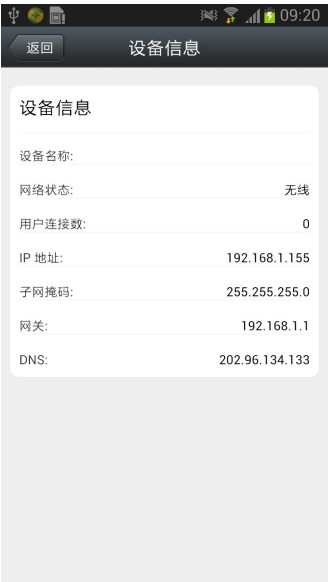 09:20
返回
设备信息
设备信息
设备名称:
网络状态: 无线
用户连接数: 0
IP 地址: 192.168.1.155
子网掩码: 255.255.255.0
网关: 192.168.1.1
DNS: 202.96.134.133